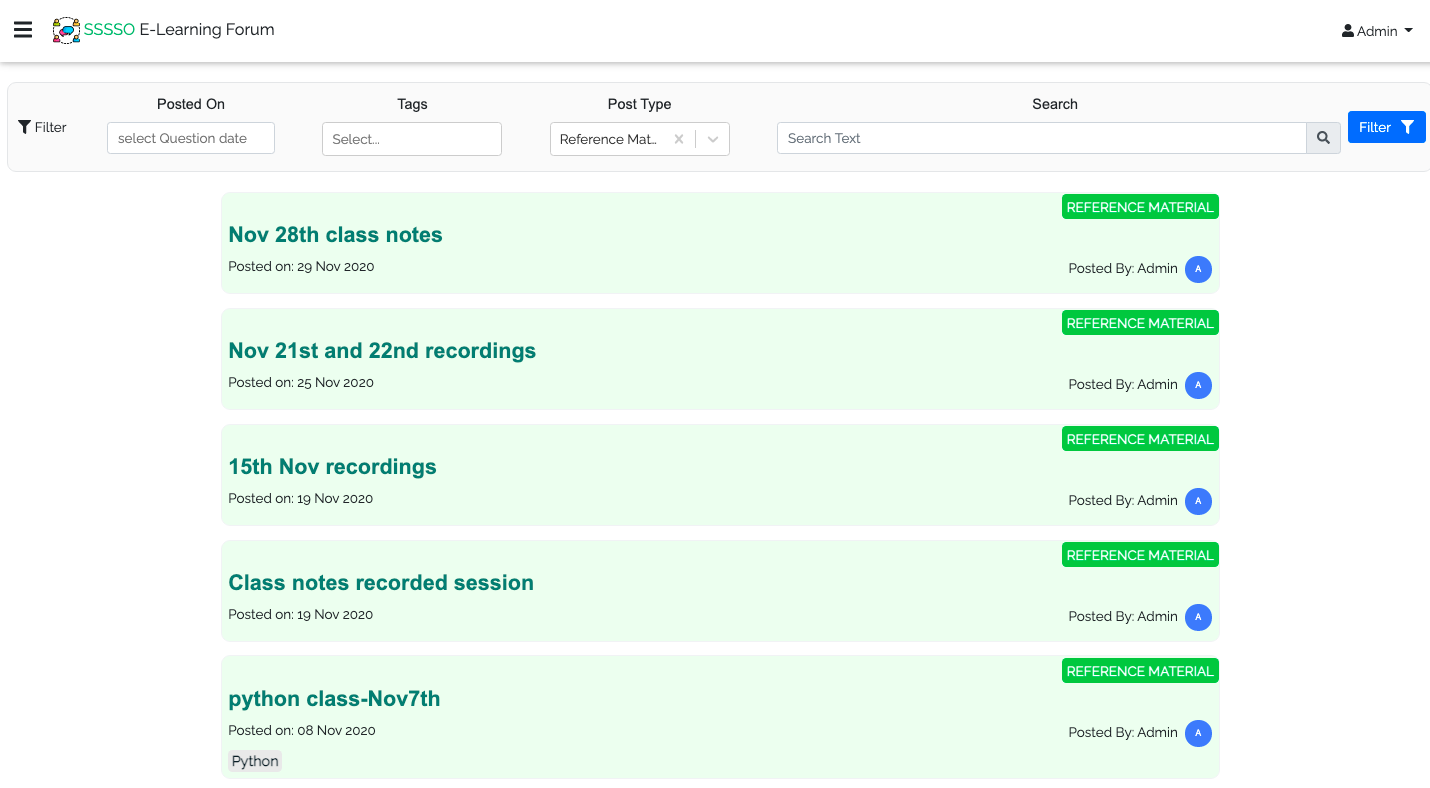 SSSSO E-Learning Forum
Admin
Posted On
Tags
Post Type
Search
Filter
select Question date
Select...
Reference Mat...
Search Text
Filter
REFERENCE MATERIAL
Nov 28th class notes
Posted on: 29 Nov 2020
Posted By: Admin A
REFERENCE MATERIAL
Nov 21st and 22nd recordings
Posted on: 25 Nov 2020
Posted By: Admin A
REFERENCE MATERIAL
15th Nov recordings
Posted on: 19 Nov 2020
Posted By: Admin A
REFERENCE MATERIAL
Class notes recorded session
Posted on: 19 Nov 2020
Posted By: Admin A
REFERENCE MATERIAL
python class-Nov7th
Posted on: 08 Nov 2020
Posted By: Admin A
Python